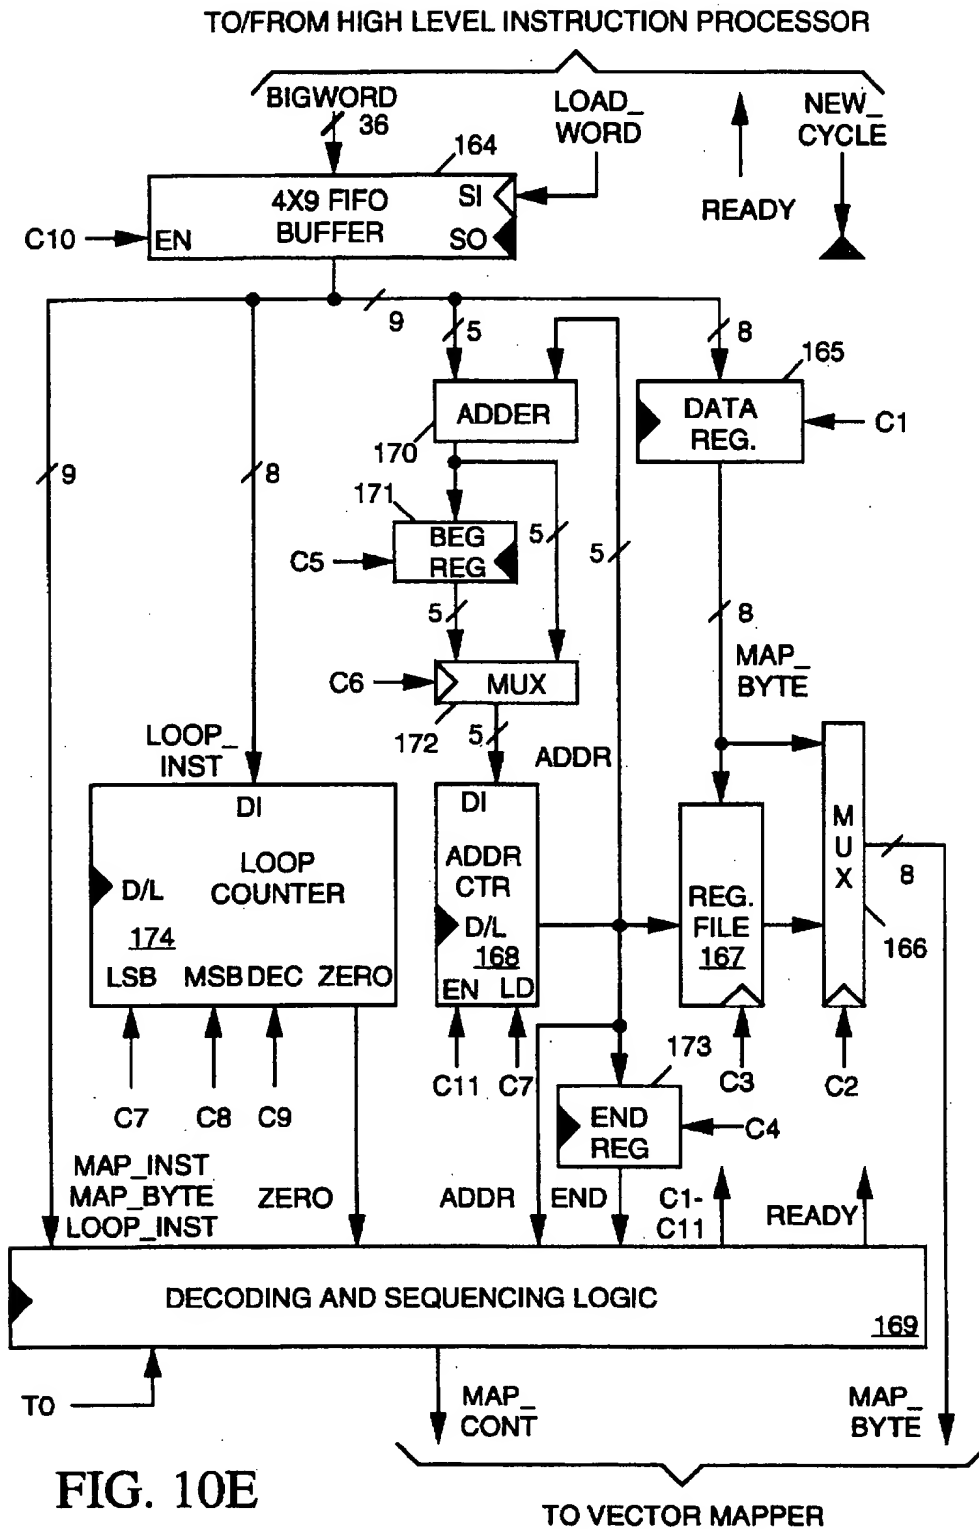 TO/FROM HIGH LEVEL INSTRUCTION PROCESSOR
BIGWORD
36
LOAD_
WORD
NEW_
CYCLE
READY
164
4X9 FIFO
BUFFER
SI
SO
EN
C10
9
5
8
165
ADDER
170
DATA
REG.
C1
9
8
171
BEG
REG
C5
5
5
5
8
MAP_
BYTE
C6
MUX
172
5
ADDR
LOOP_
INST
DI
LOOP
COUNTER
D/L
174
LSB
MSB
DEC
ZERO
DI
ADDR
CTR
D/L
168
EN
LD
REG.
FILE
167
MUX
8
166
C7
C8
C9
C11
C7
173
C3
C2
END
REG
C4
MAP_INST
MAP_BYTE
LOOP_INST
ZERO
ADDR
END
C1-
C11
READY
DECODING AND SEQUENCING LOGIC
169
T0
MAP_
CONT
MAP_
BYTE
FIG. 10E
TO VECTOR MAPPER